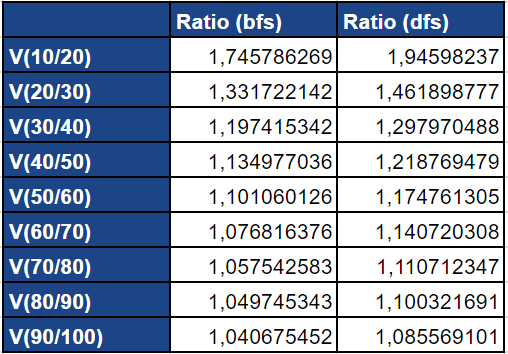 Ratio (bfs) Ratio (dfs)
V(10/20) 1,745786269 1,94598237
V(20/30) 1,331722142 1,461898777
V(30/40) 1,197415342 1,297970488
V(40/50) 1,134977036 1,218769479
V(50/60) 1,101060126 1,174761305
V(60/70) 1,076816376 1,140720308
V(70/80) 1,057542583 1,110712347
V(80/90) 1,049745343 1,100321691
V(90/100) 1,040675452 1,085569101